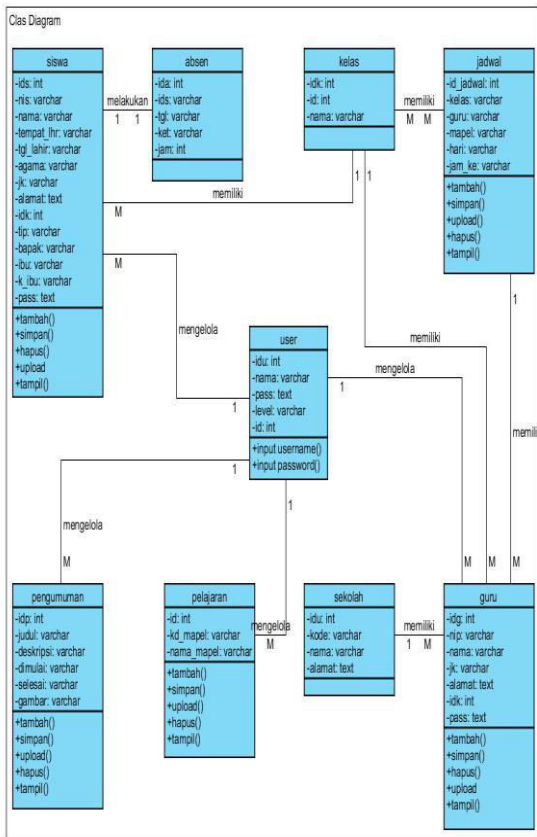 Clas Diagram
siswa
-ids: int
-nis: varchar
-nama: varchar
-tempat_lhr: varchar
-tgl_lahir: varchar
-agama: varchar
-jk: varchar
-alamat: text
-idk: int
-tip: varchar
-bapak: varchar
-ibu: varchar
-k_ibu: varchar
-pass: text
+tambah()
+simpan()
+hapus()
+upload
+tampil()
melakukan
1 1
absen
-ida: int
-ids: varchar
-tgl: varchar
-ket: varchar
-jam: int
kelas
-idk: int
-id: int
-nama: varchar
memiliki
M M
jadwal
-id_jadwal: int
-kelas: varchar
-guru: varchar
-mapel: varchar
-hari: varchar
-jam_ke: varchar
+tambah()
+simpan()
+upload()
+hapus()
+tampil()
1 1
memiliki
M
M
mengelola
1
user
-idu: int
-nama: varchar
-pass: text
-level: varchar
-id: int
+input username()
+input password()
memiliki
mengelola
1
1
memili
1
1
mengelola
M
mengelola
M
M M M
pengumuman
-idp: int
-judul: varchar
-deskripsi: varchar
-dimulai: varchar
-selesai: varchar
-gambar: varchar
+tambah()
+simpan()
+upload()
+hapus()
+tampil()
pelajaran
-id: int
-kd_mapel: varchar
-nama_mapel: varchar
+tambah()
+simpan()
+upload()
+hapus()
+tampil()
sekolah
-idu: int
-kode: varchar
-nama: varchar
-alamat: text
memiliki
1 M
guru
-idg: int
-nip: varchar
-nama: varchar
-jk: varchar
-alamat: text
-idk: int
-pass: text
+tambah()
+simpan()
+hapus()
+upload
+tampil()